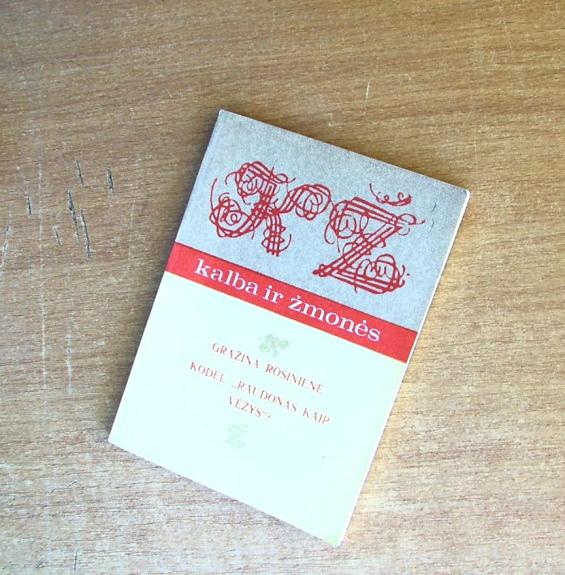 K Ž
kalba ir žmonės
GRAŽINA ROSINIENĖ
KODĖL „RAUDONAS KAIP
VĖŽYS"?
Ž